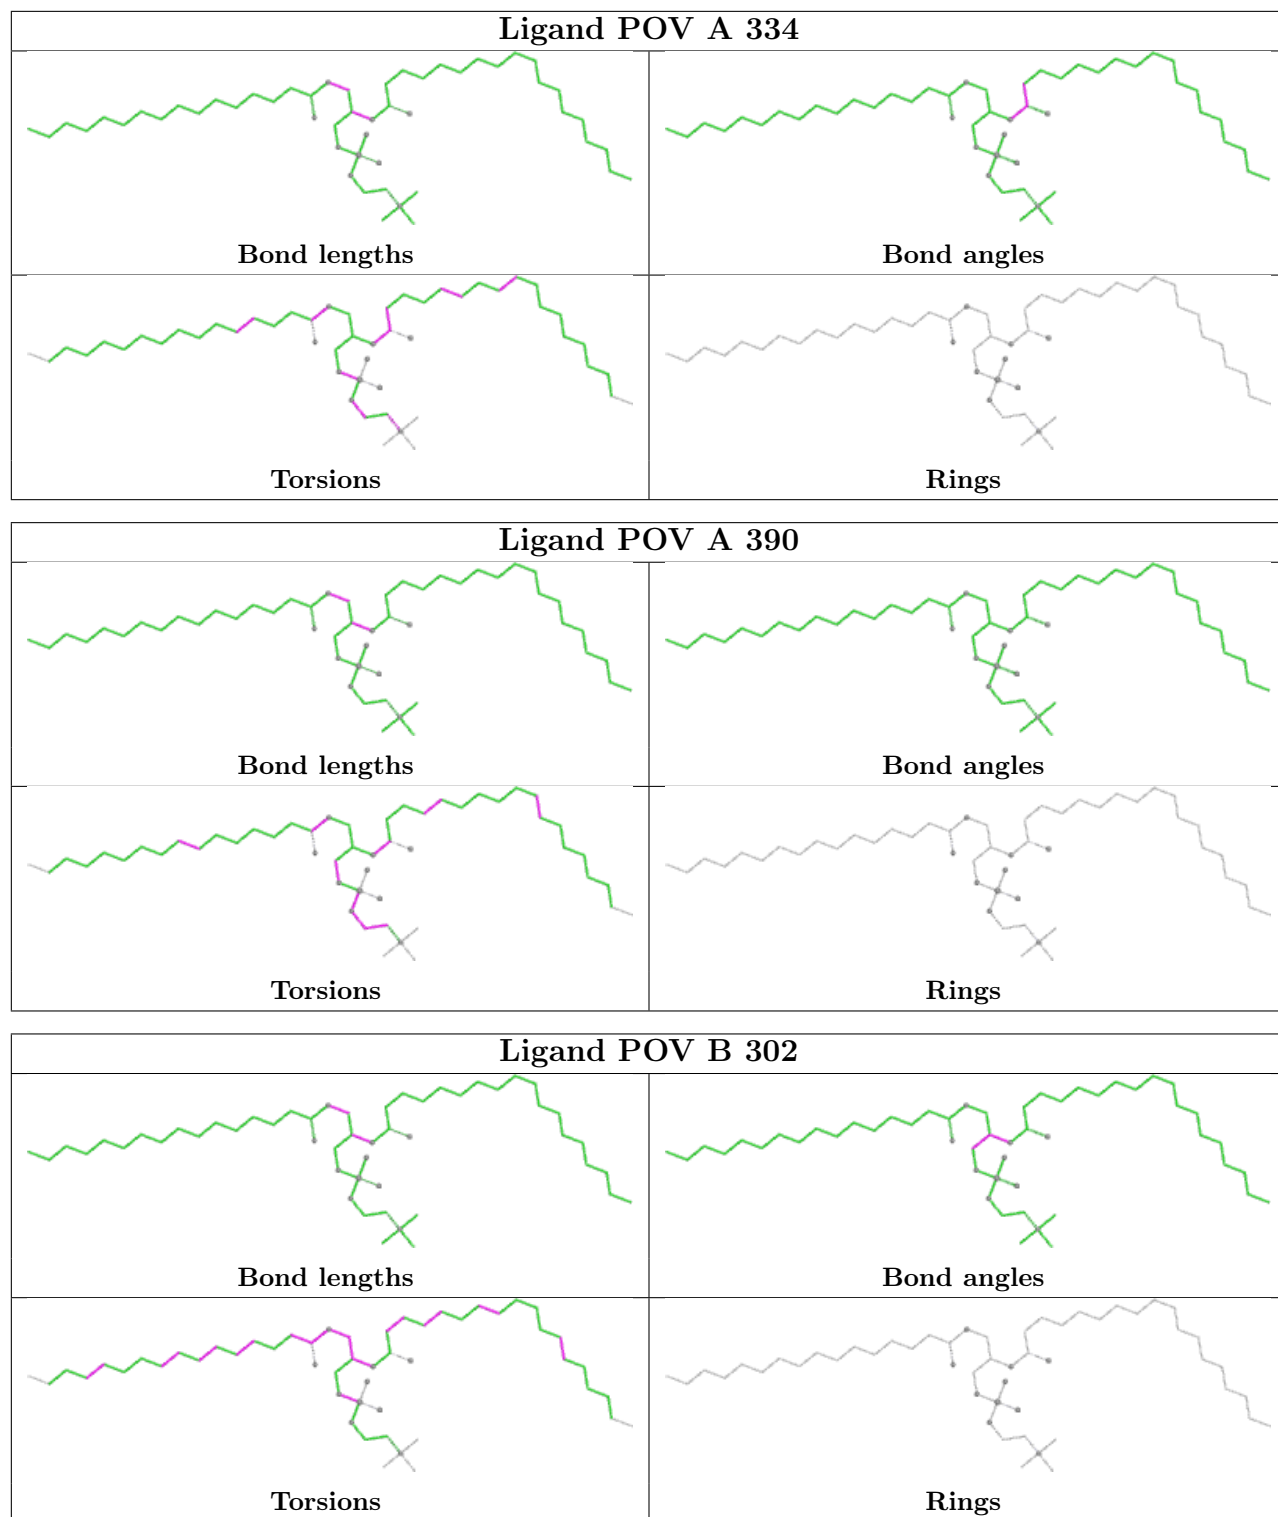 Ligand POV A 334
Bond lengths
Bond angles
Torsions
Rings
Ligand POV A 390
Bond lengths
Bond angles
Torsions
Rings
Ligand POV B 302
Bond lengths
Bond angles
Torsions
Rings